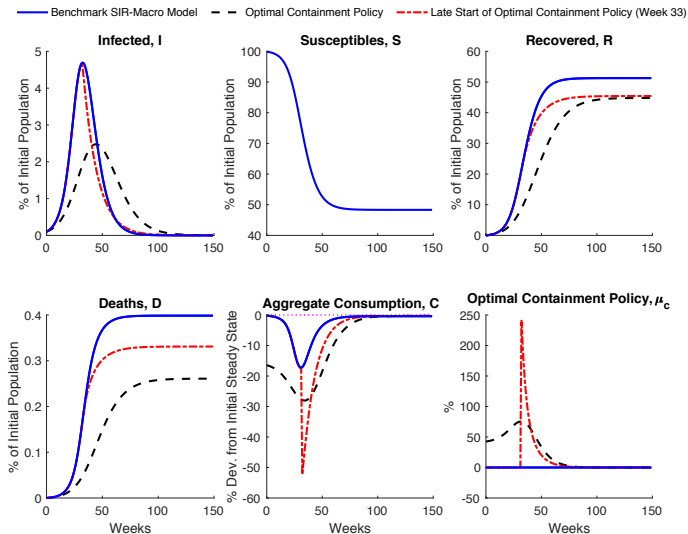 Benchmark SIR-Macro Model Optimal Containment Policy Late Start of Optimal Containment Policy (Week 33)
Infected, I Susceptibles, S Recovered, R
% of Initial Population
5
4
3
2
1
0
0 50 100 150
% of Initial Population
100
90
80
70
60
50
40
0 50 100 150
% of Initial Population
60
50
40
30
20
10
0
0 50 100 150
Deaths, D Aggregate Consumption, C Optimal Containment Policy, μc
% of Initial Population
0.4
0.3
0.2
0.1
0
0 50 100 150
Weeks
% Dev. from Initial Steady State
0
-10
-20
-30
-40
-50
-60
0 50 100 150
Weeks
%
250
200
150
100
50
0
-50
0 50 100 150
Weeks